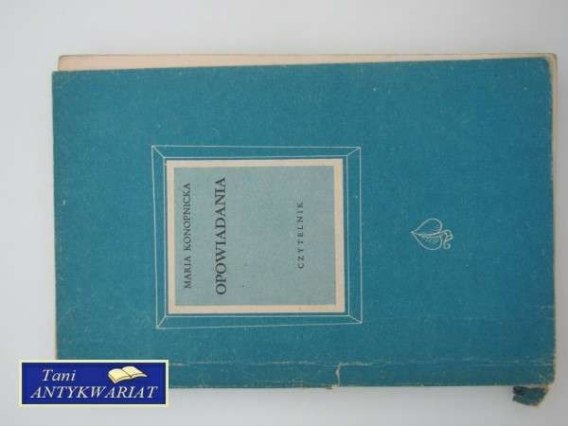 MARIA KONOPNICKA
OPOWIADANIA
CZYTELNIK
Tani
ANTYKWARIAT